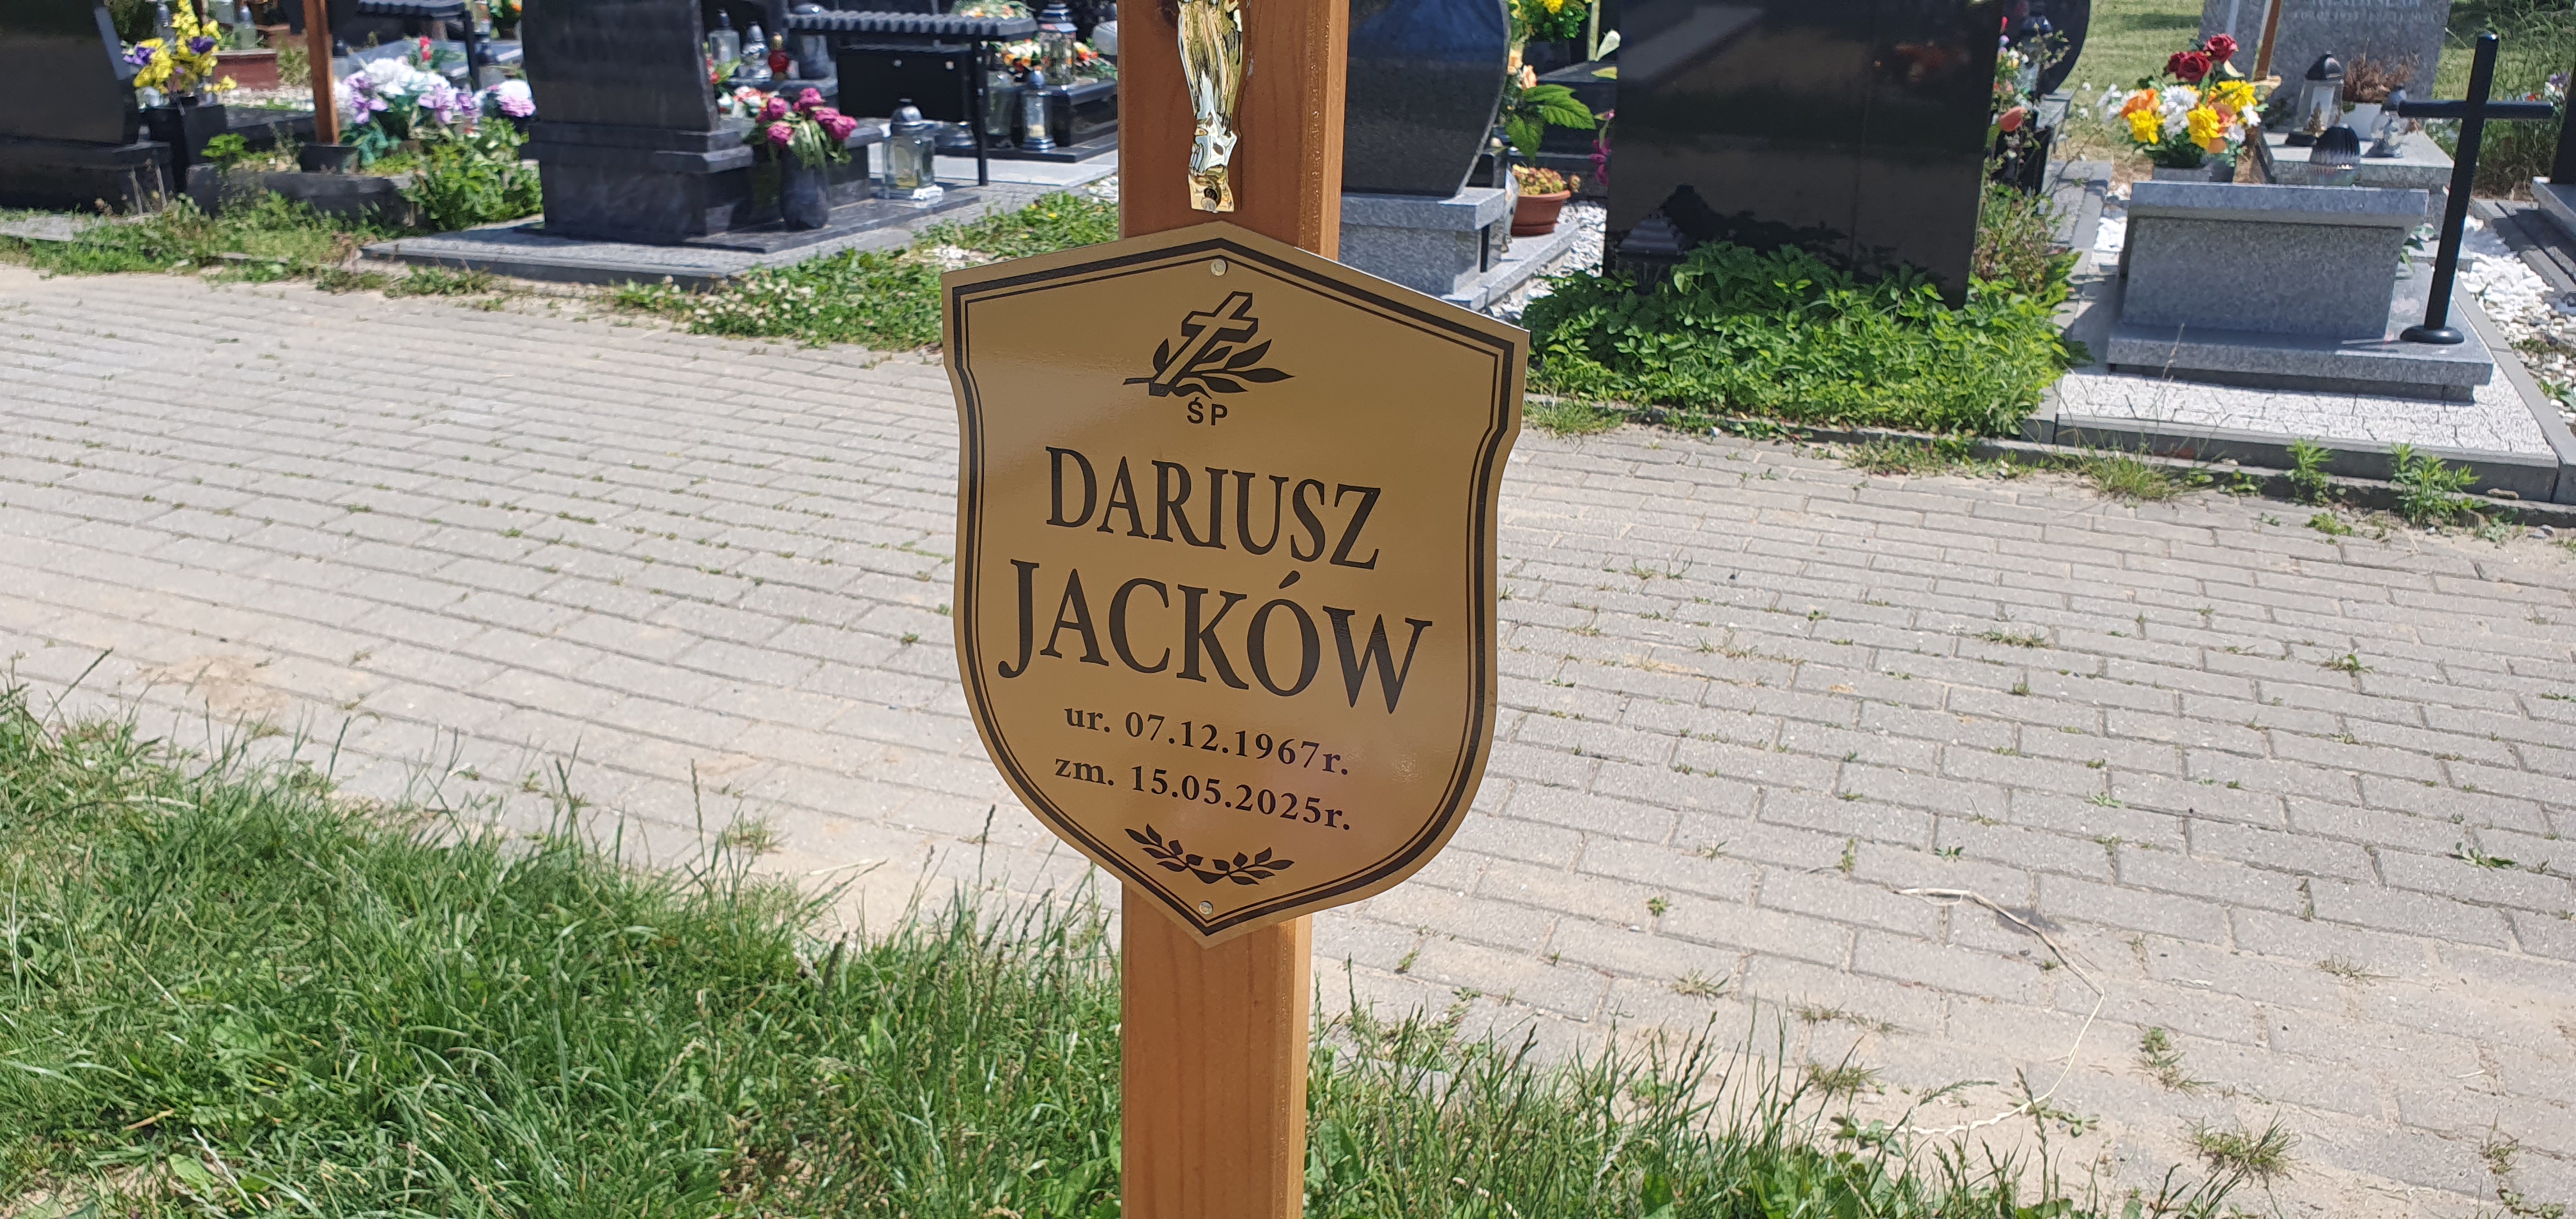 ŚP
DARIUSZ
JACKÓW
ur. 07.12.1967r.
zm. 15.05.2025r.